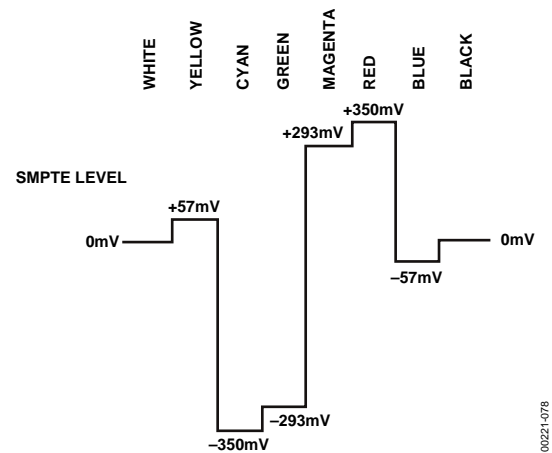 WHITE
YELLOW
CYAN
GREEN
MAGENTA
RED
BLUE
BLACK
+350mV
+293mV
SMPTE LEVEL
+57mV
0mV
0mV
–57mV
–293mV
–350mV
00221-078